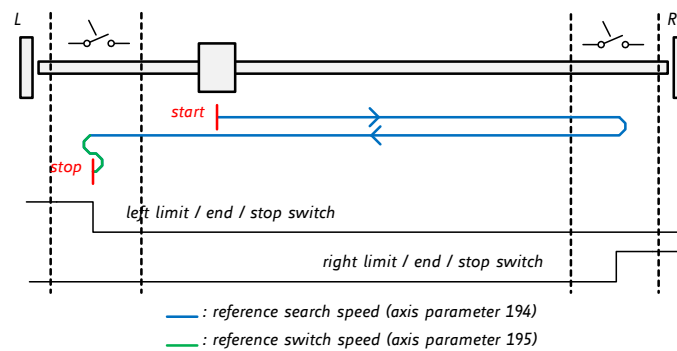 L
R
start
stop
left limit / end / stop switch
right limit / end / stop switch
: reference search speed (axis parameter 194)
: reference switch speed (axis parameter 195)